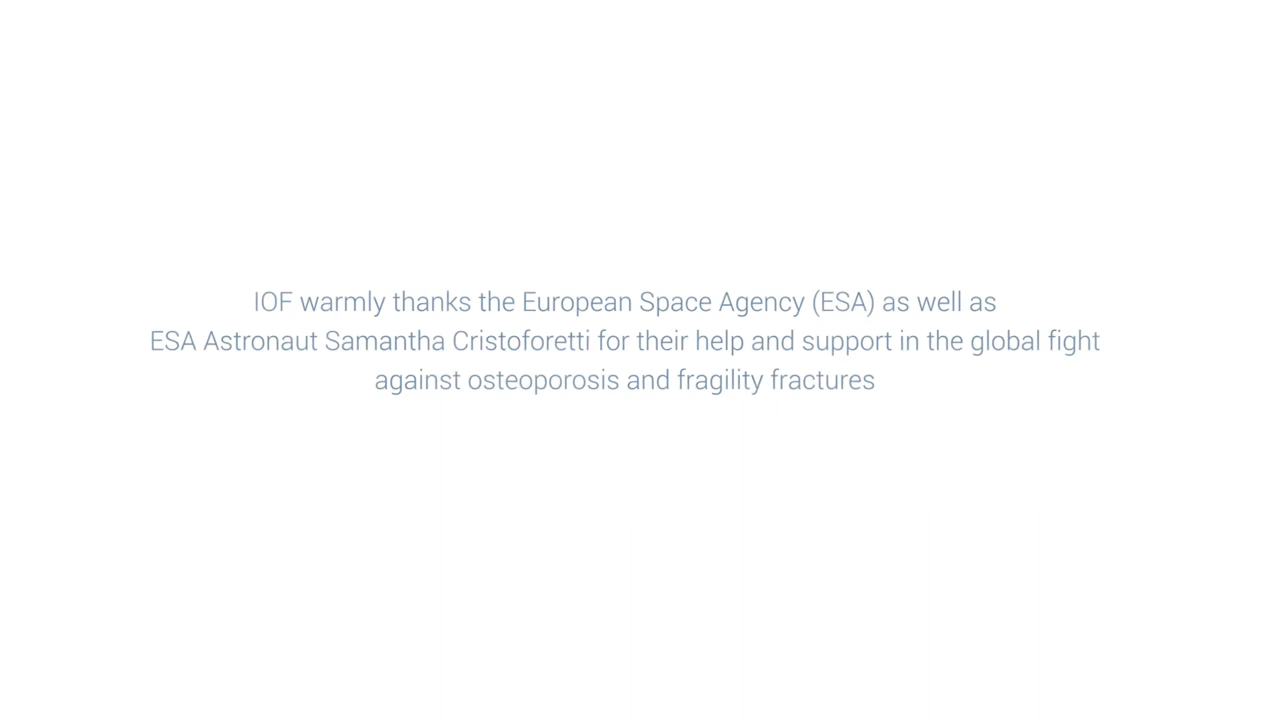 IOF warmly thanks the European Space Agency (ESA) as well as
ESA Astronaut Samantha Cristoforetti for their help and support in the global fight
against osteoporosis and fragility fractures